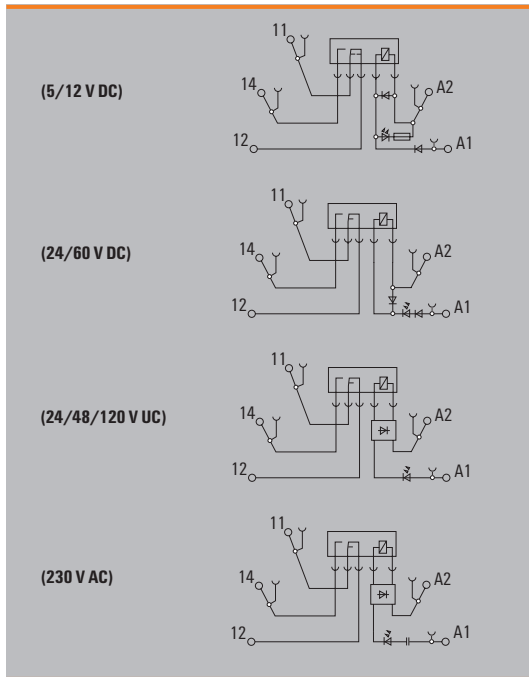 11
(5/12 V DC)
14
A2
12
A1
11
(24/60 V DC)
14
A2
12
A1
11
(24/48/120 V UC)
14
A2
12
A1
11
(230 V AC)
14
A2
12
A1